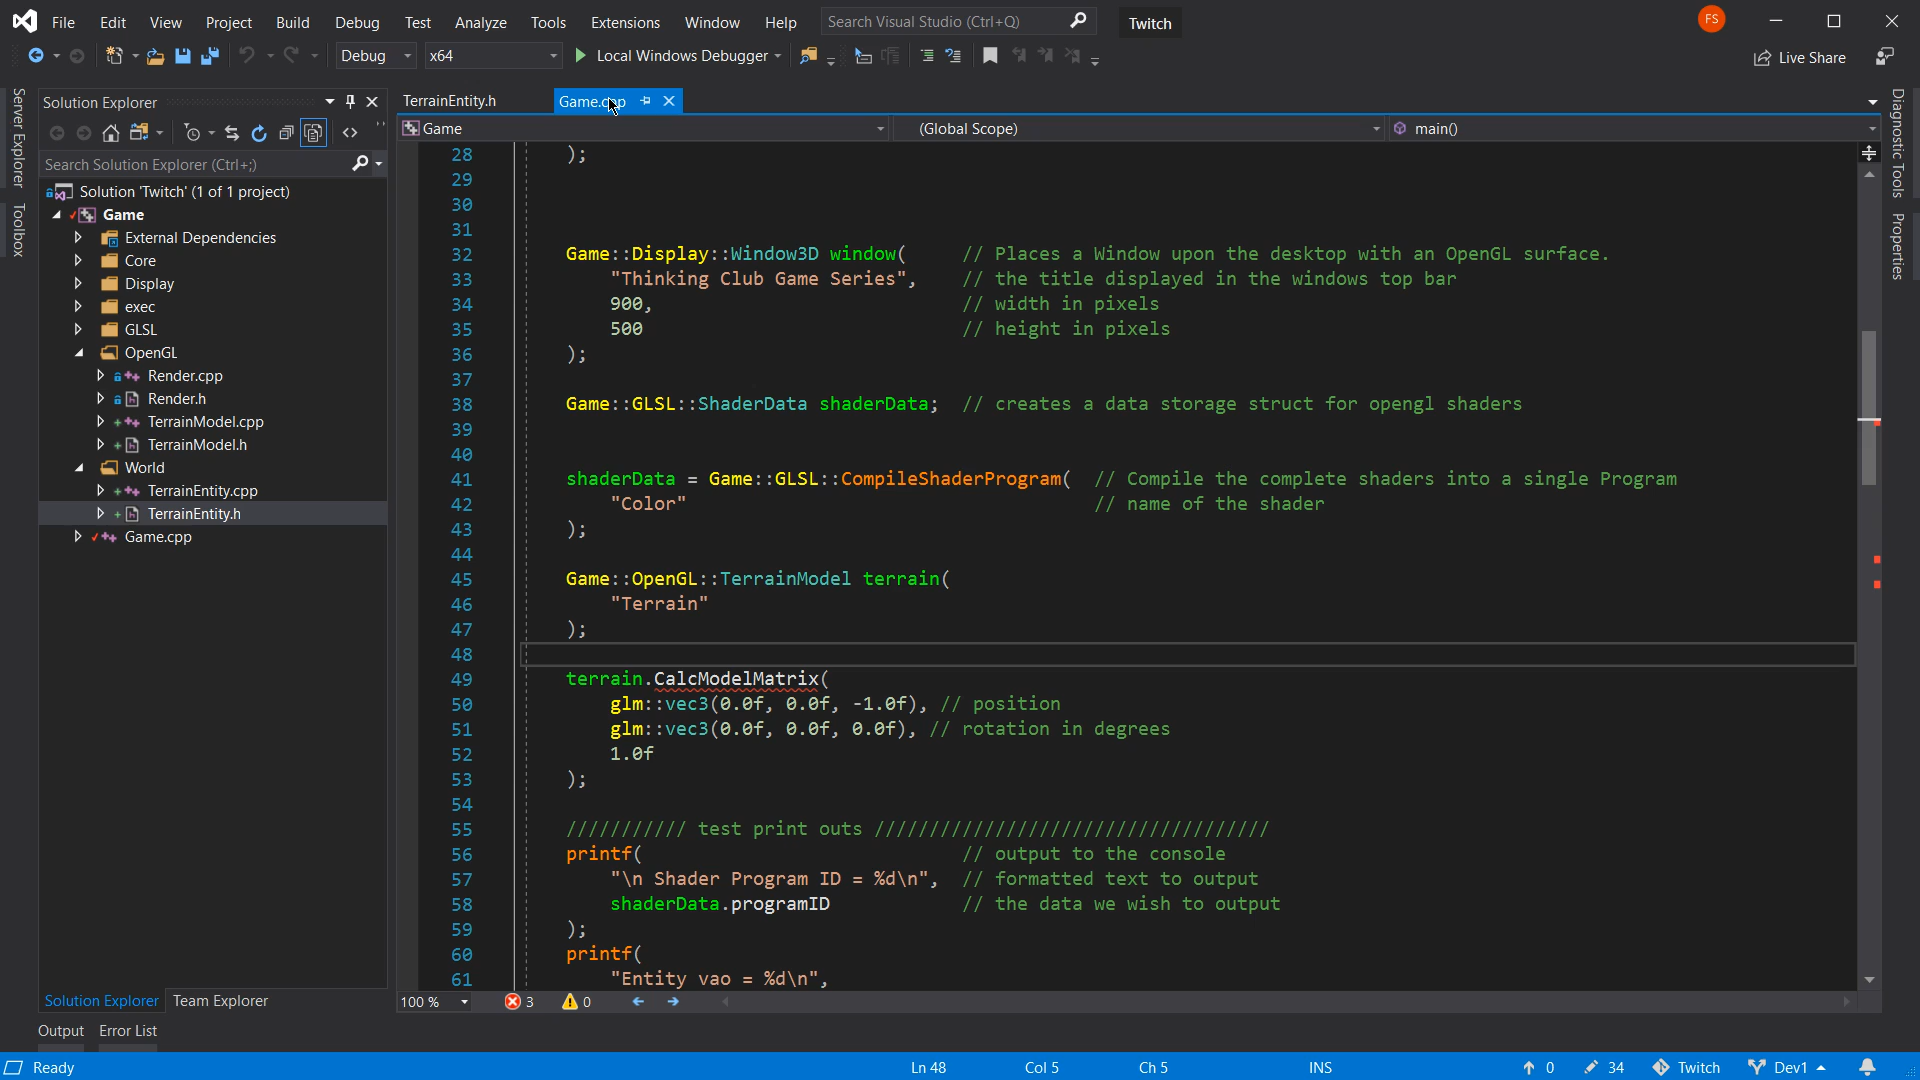 File Edit View Project Build Debug Test Analyze Tools Extensions Window Help Search Visual Studio (Ctrl+Q) Twitch FS
Debug x64 Local Windows Debugger Live Share
Server Explorer
Toolbox
Solution Explorer
Search Solution Explorer (Ctrl+;)
Solution 'Twitch' (1 of 1 project)
Game
External Dependencies
Core
Display
exec
GLSL
OpenGL
Render.cpp
Render.h
TerrainModel.cpp
TerrainModel.h
World
TerrainEntity.cpp
TerrainEntity.h
Game.cpp
Solution Explorer Team Explorer
TerrainEntity.h Game.cpp
Game (Global Scope) main()
28 );
29
30
31
32 Game::Display::Window3D window( // Places a Window upon the desktop with an OpenGL surface.
33 "Thinking Club Game Series", // the title displayed in the windows top bar
34 900, // width in pixels
35 500 // height in pixels
36 );
37
38 Game::GLSL::ShaderData shaderData; // creates a data storage struct for opengl shaders
39
40
41 shaderData = Game::GLSL::CompileShaderProgram( // Compile the complete shaders into a single Program
42 "Color" // name of the shader
43 );
44
45 Game::OpenGL::TerrainModel terrain(
46 "Terrain"
47 );
48
49 terrain.CalcModelMatrix(
50 glm::vec3(0.0f, 0.0f, -1.0f), // position
51 glm::vec3(0.0f, 0.0f, 0.0f), // rotation in degrees
52 1.0f
53 );
54
55 /////////// test print outs //////////////////////////////////// 
56 printf( // output to the console
57 "\n Shader Program ID = %d\n", // formatted text to output
58 shaderData.programID // the data we wish to output
59 );
60 printf(
61 "Entity vao = %d\n",
100 % 3 0
Diagnostic Tools
Properties
Output Error List
Ready Ln 48 Col 5 Ch 5 INS 0 34 Twitch Dev1